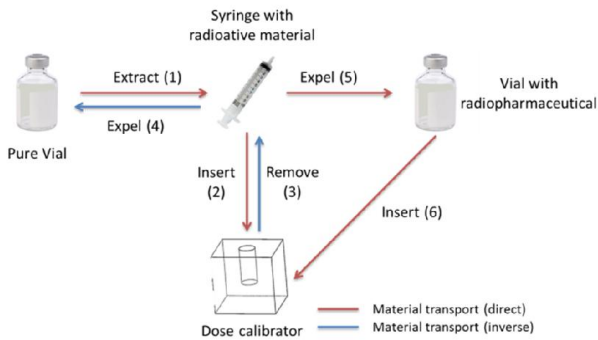 Syringe with
radioative material
Extract (1)
Expel (5)
Vial with
radiopharmaceutical
Expel (4)
Pure Vial
Insert
(2)
Remove
(3)
Insert (6)
Material transport (direct)
Material transport (inverse)
Dose calibrator